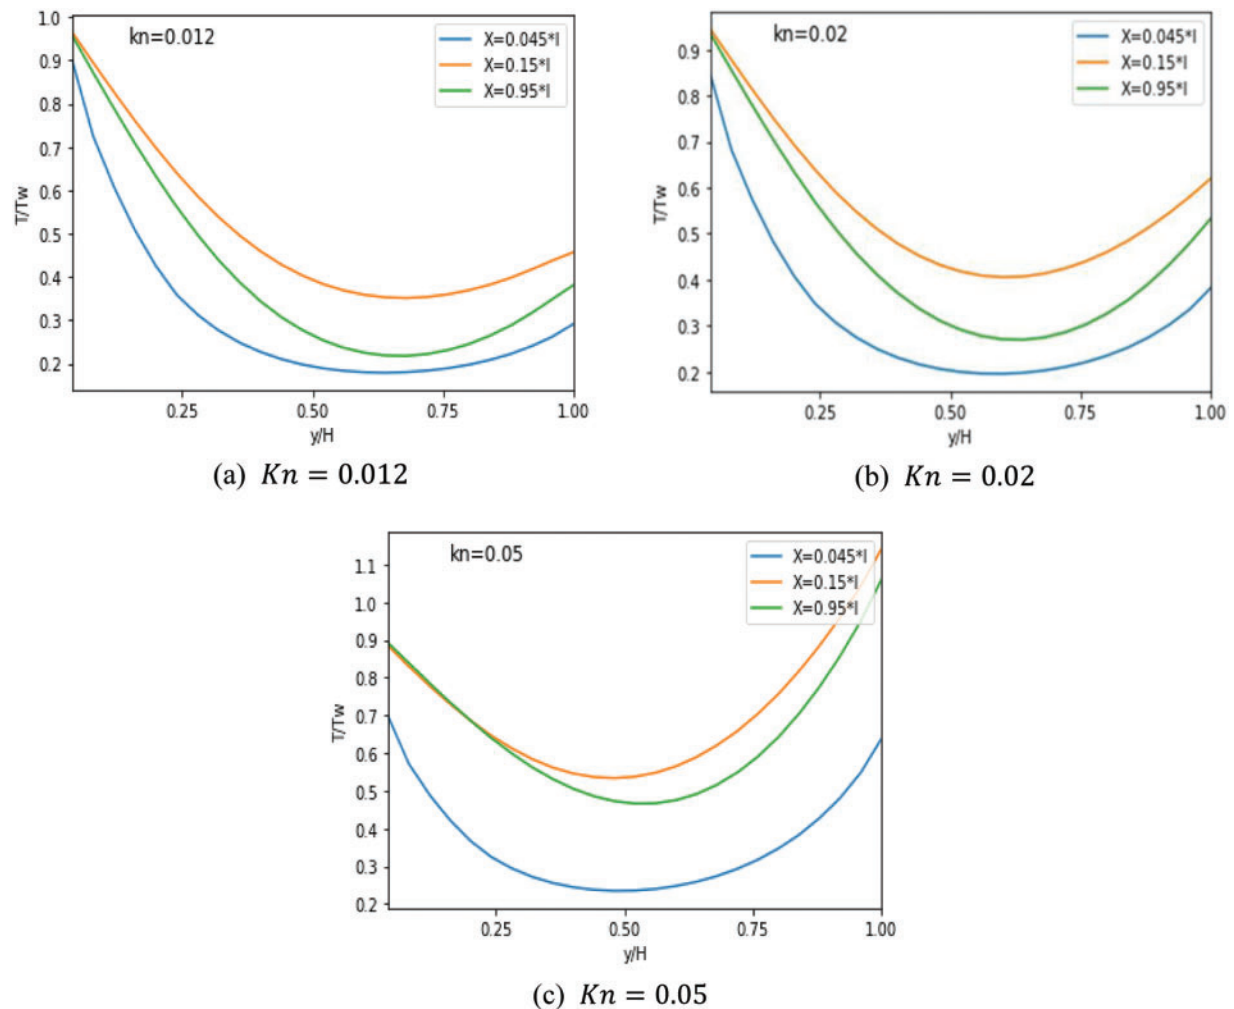 kn=0.012
X=0.045*l
X=0.15*l
X=0.95*l
1.0
0.9
0.8
0.7
0.6
0.5
0.4
0.3
0.2
T/Tw
0.25 0.50 0.75 1.00
y/H
(a) Kn = 0.012
kn=0.02
X=0.045*l
X=0.15*l
X=0.95*l
0.9
0.8
0.7
0.6
0.5
0.4
0.3
0.2
T/Tw
0.25 0.50 0.75 1.00
y/H
(b) Kn = 0.02
kn=0.05
X=0.045*l
X=0.15*l
X=0.95*l
1.1
1.0
0.9
0.8
0.7
0.6
0.5
0.4
0.3
0.2
T/Tw
0.25 0.50 0.75 1.00
y/H
(c) Kn = 0.05